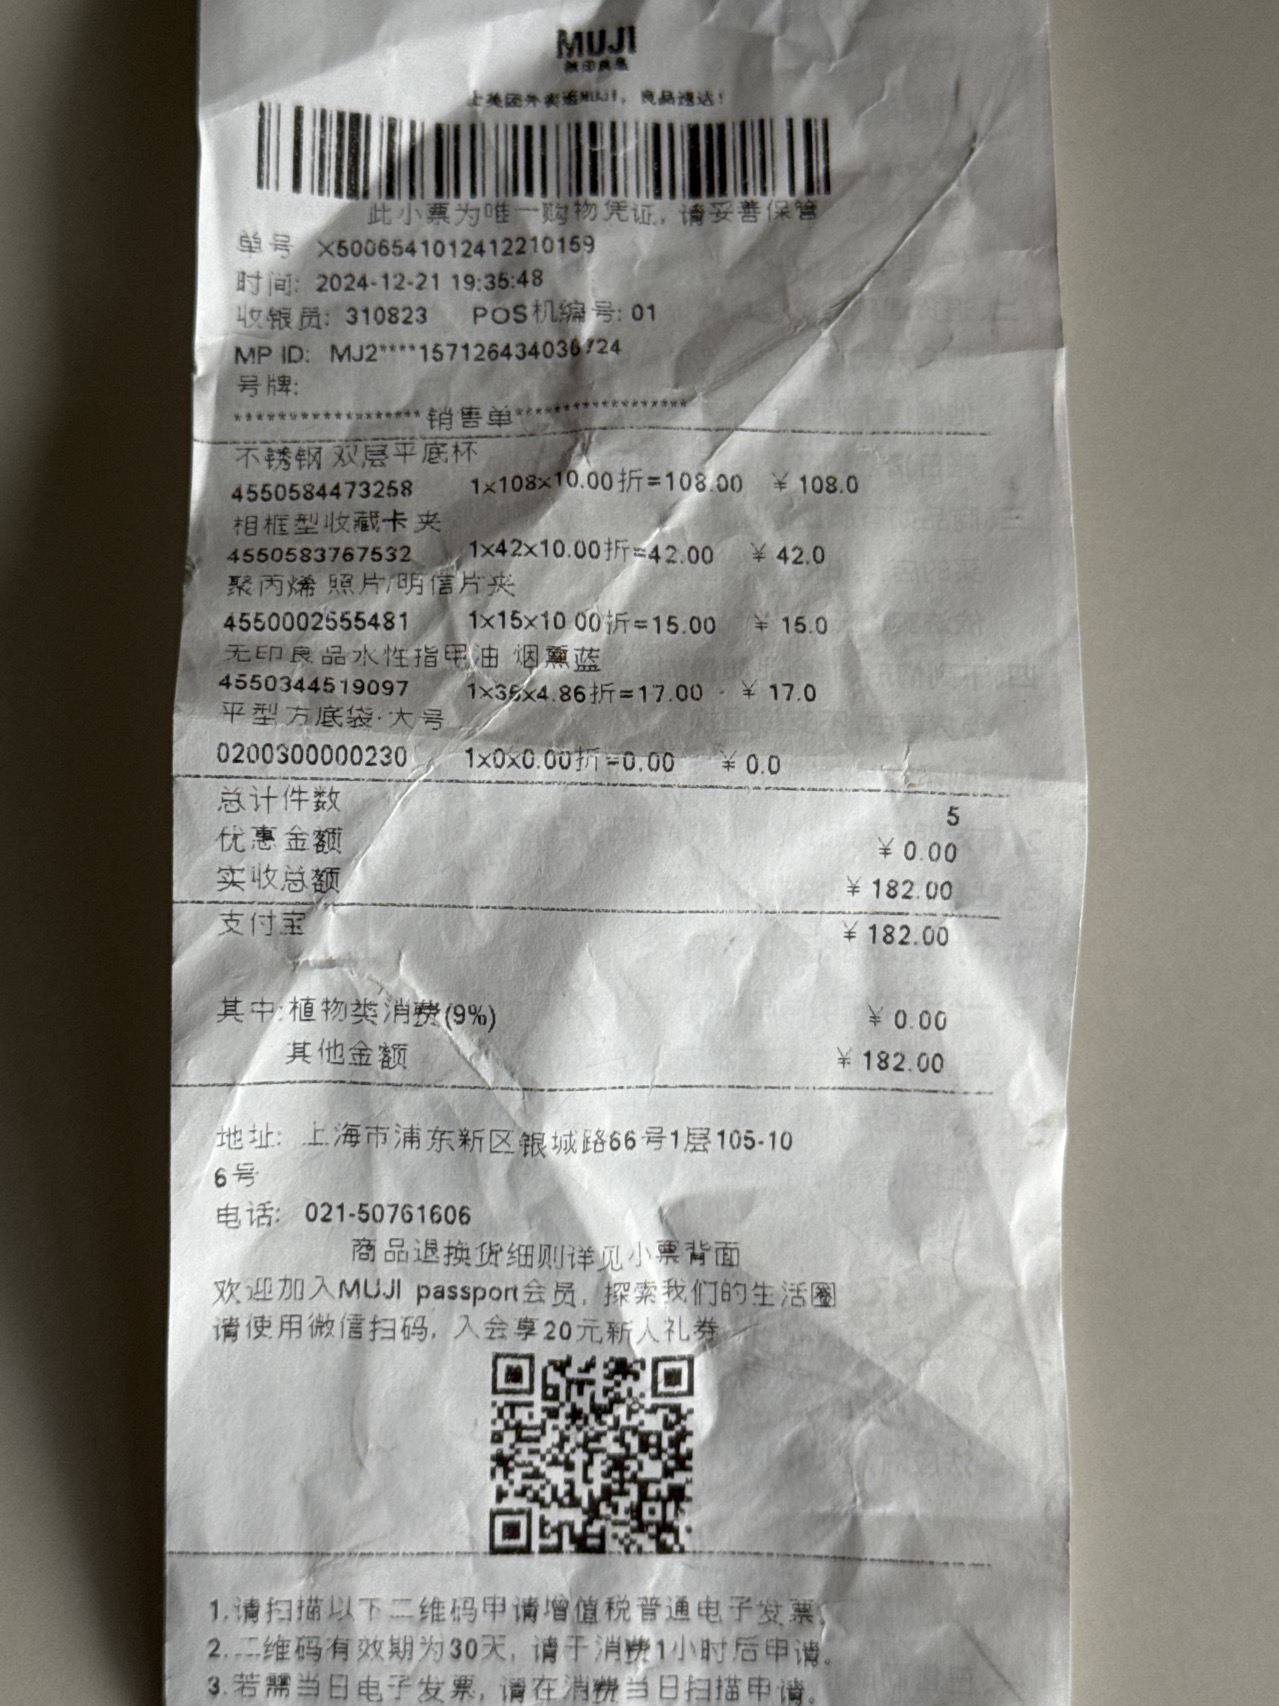 MUJI
无印良品
上美团外卖逛MUJI，良品速达！
此小票为唯一购物凭证，请妥善保管
单号 X5006541012412210159
时间: 2024-12-21 19:35:48
收银员: 310823 POS机编号: 01
MP ID: MJ2****157126434036724
号牌:
********************销售单********************
不锈钢 双层平底杯
4550584473258 1x108x10.00折=108.00 ¥ 108.0
相框型收藏卡夹
4550583767532 1x42x10.00折=42.00 ¥ 42.0
聚丙烯 照片/明信片夹
4550002555481 1x15x10.00折=15.00 ¥ 15.0
无印良品水性指甲油 烟熏蓝
4550344519097 1x35x4.86折=17.00 ¥ 17.0
平型方底袋·大号
0200300000230 1x0x0.00折=0.00 ¥ 0.0
总计件数 5
优惠金额 ¥ 0.00
实收总额 ¥ 182.00
支付宝 ¥ 182.00
其中:植物类消费(9%) ¥ 0.00
其他金额 ¥ 182.00
地址: 上海市浦东新区银城路66号1层105-10
6号
电话: 021-50761606
商品退换货细则详见小票背面
欢迎加入MUJI passport会员，探索我们的生活圈
请使用微信扫码，入会享20元新人礼券
1.请扫描以下二维码申请增值税普通电子发票。
2.二维码有效期为30天，请于消费1小时后申请。
3.若需当日电子发票，请在消费当日扫描申请。